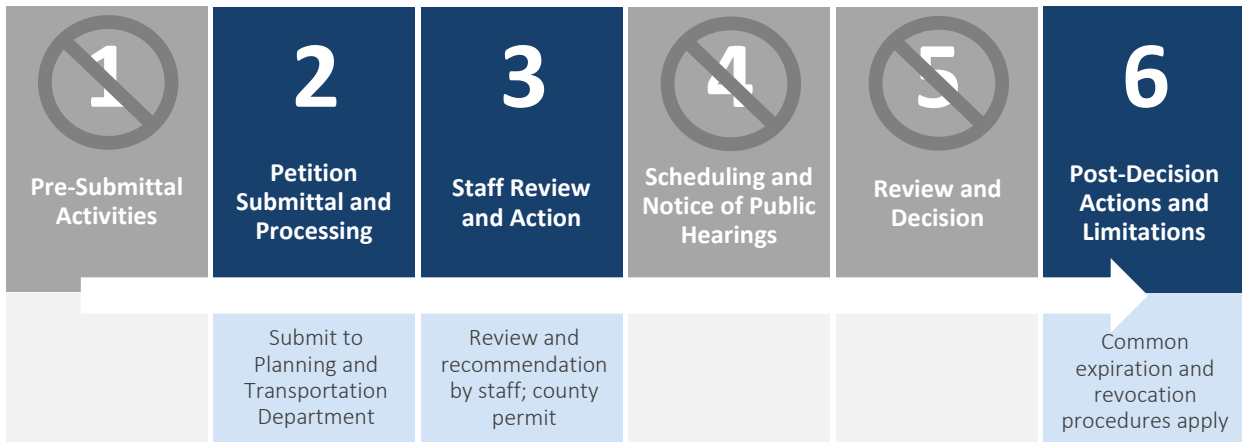 1
Pre-Submittal
Activities
2
Petition
Submittal and
Processing
3
Staff Review
and Action
4
Scheduling and
Notice of Public
Hearings
5
Review and
Decision
6
Post-Decision
Actions and
Limitations
Submit to
Planning and
Transportation
Department
Review and
recommendation
by staff; county
permit
Common
expiration and
revocation
procedures apply